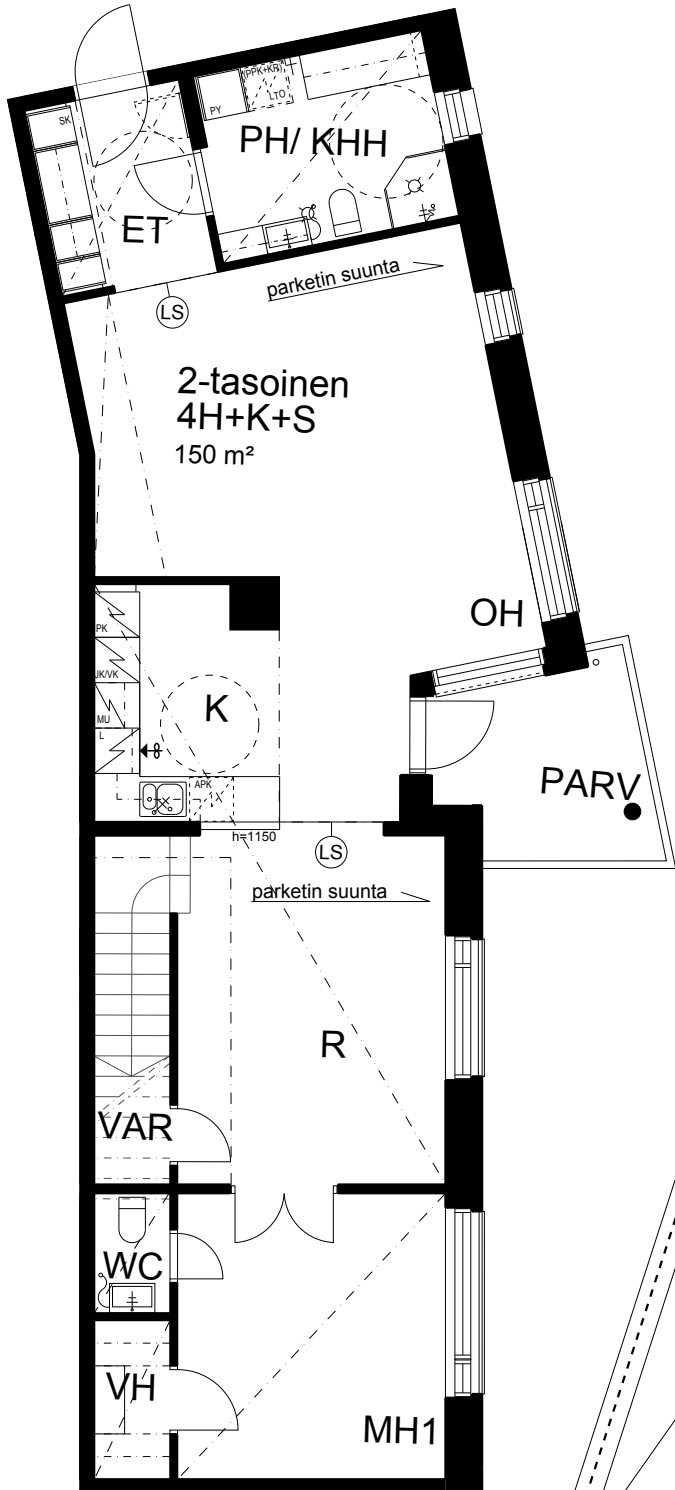 SK
PY
(PPK+KR)
LTO
PH/ KHH
ET
parketin suunta
LS
2-tasoinen
4H+K+S
150 m²
OH
PK
JK/VK
MU
L
K
APK
h=1150
PARV
LS
parketin suunta
R
VAR
WC
VH
MH1